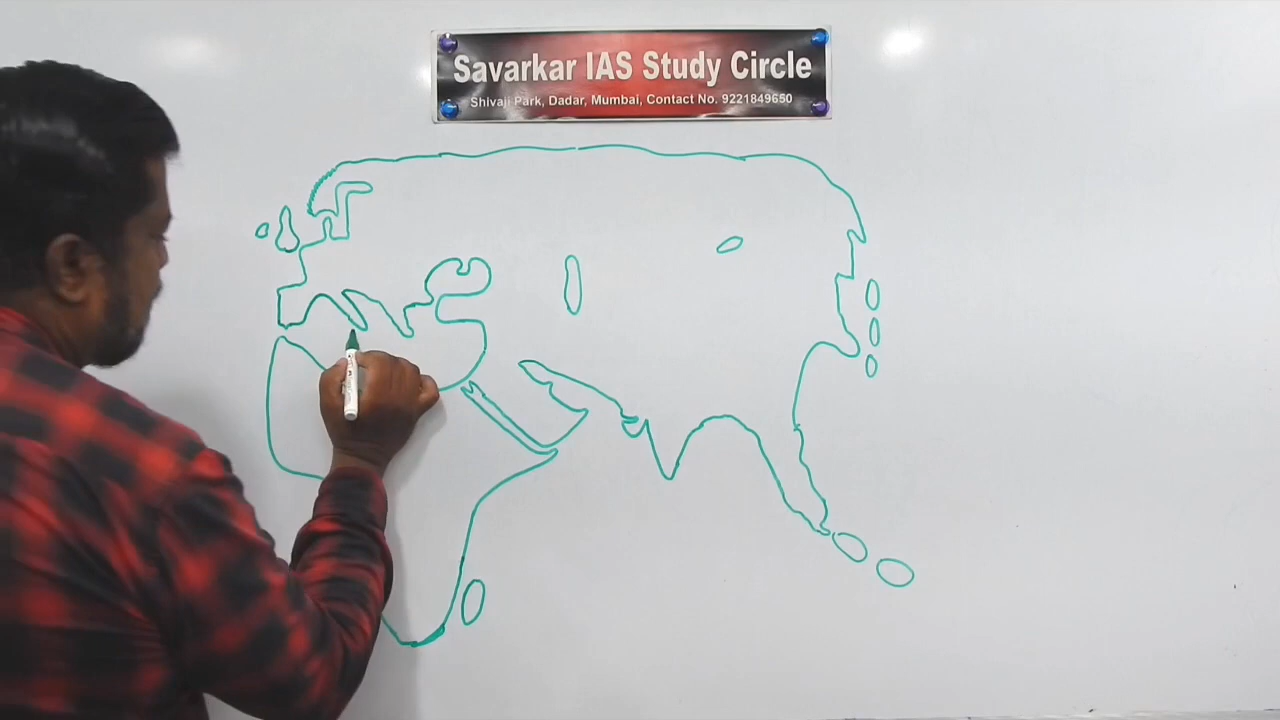 Savarkar IAS Study Circle
Shivaji Park, Dadar, Mumbai, Contact No. 9221849650